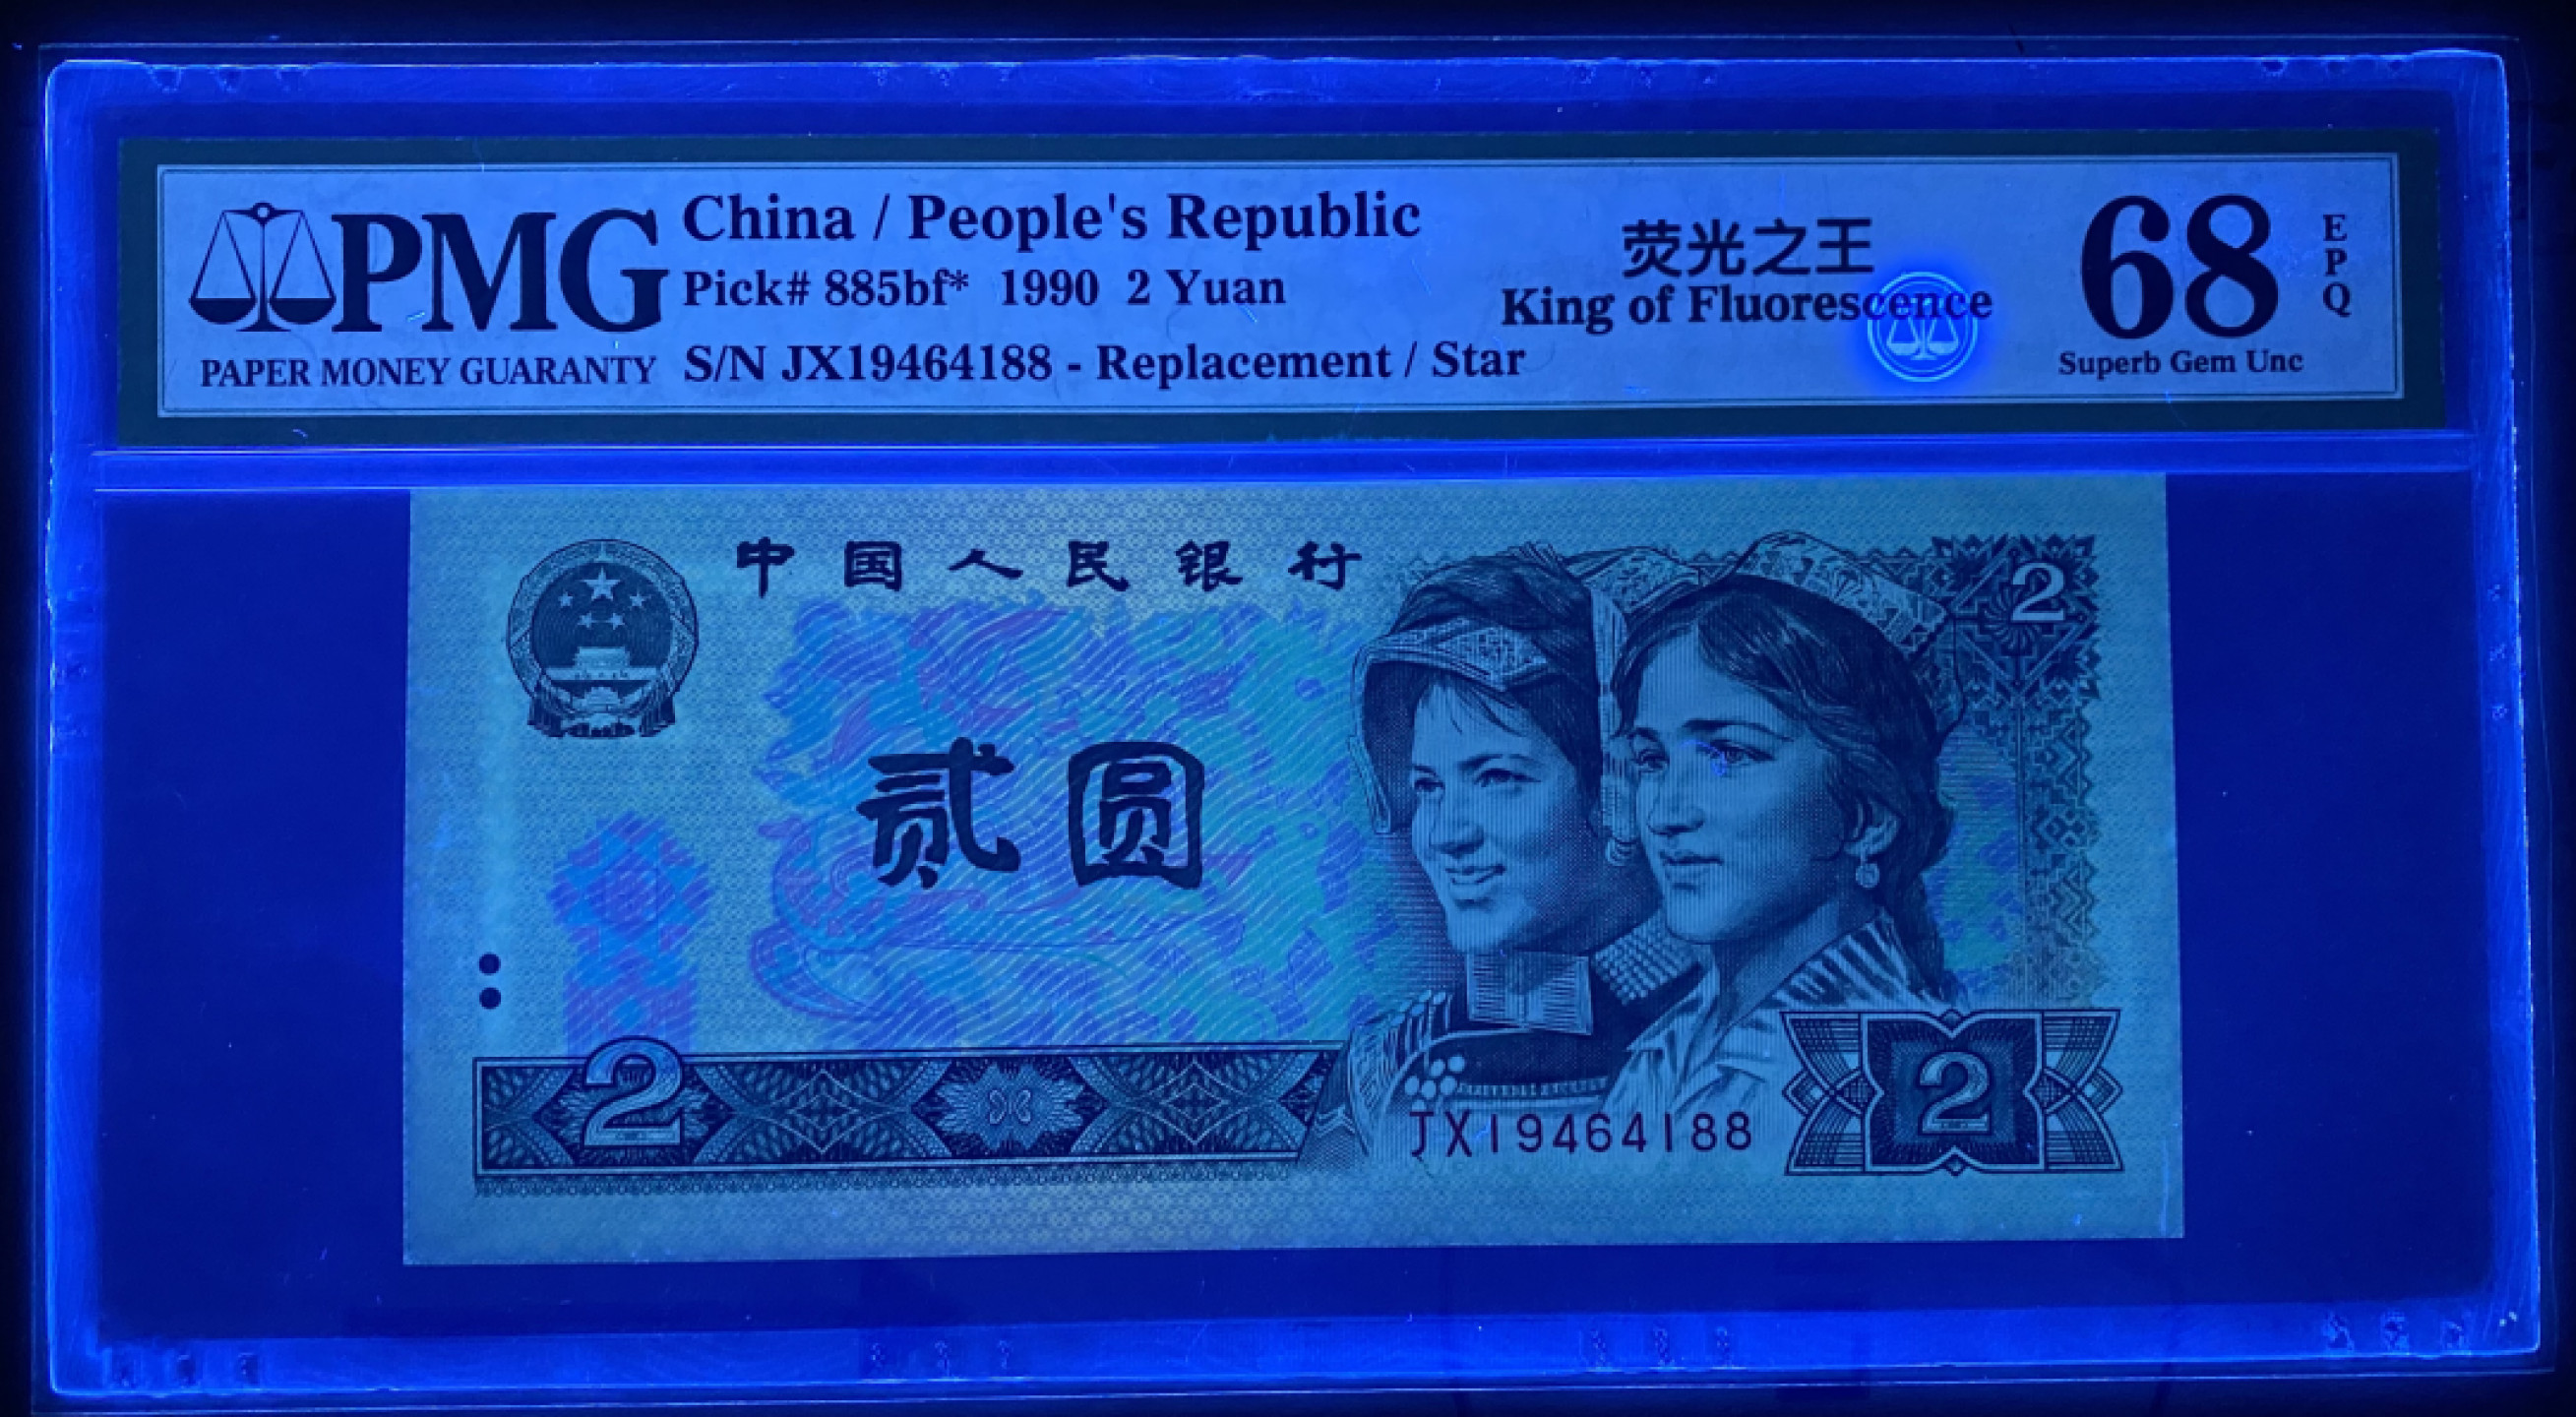 PMG
PAPER MONEY GUARANTY
China / People's Republic
Pick# 885bf* 1990 2 Yuan
S/N JX19464188 - Replacement / Star
荧光之王
King of Fluorescence
68
EPQ
Superb Gem Unc
中国人民银行
2
贰圆
2
JX19464188
2